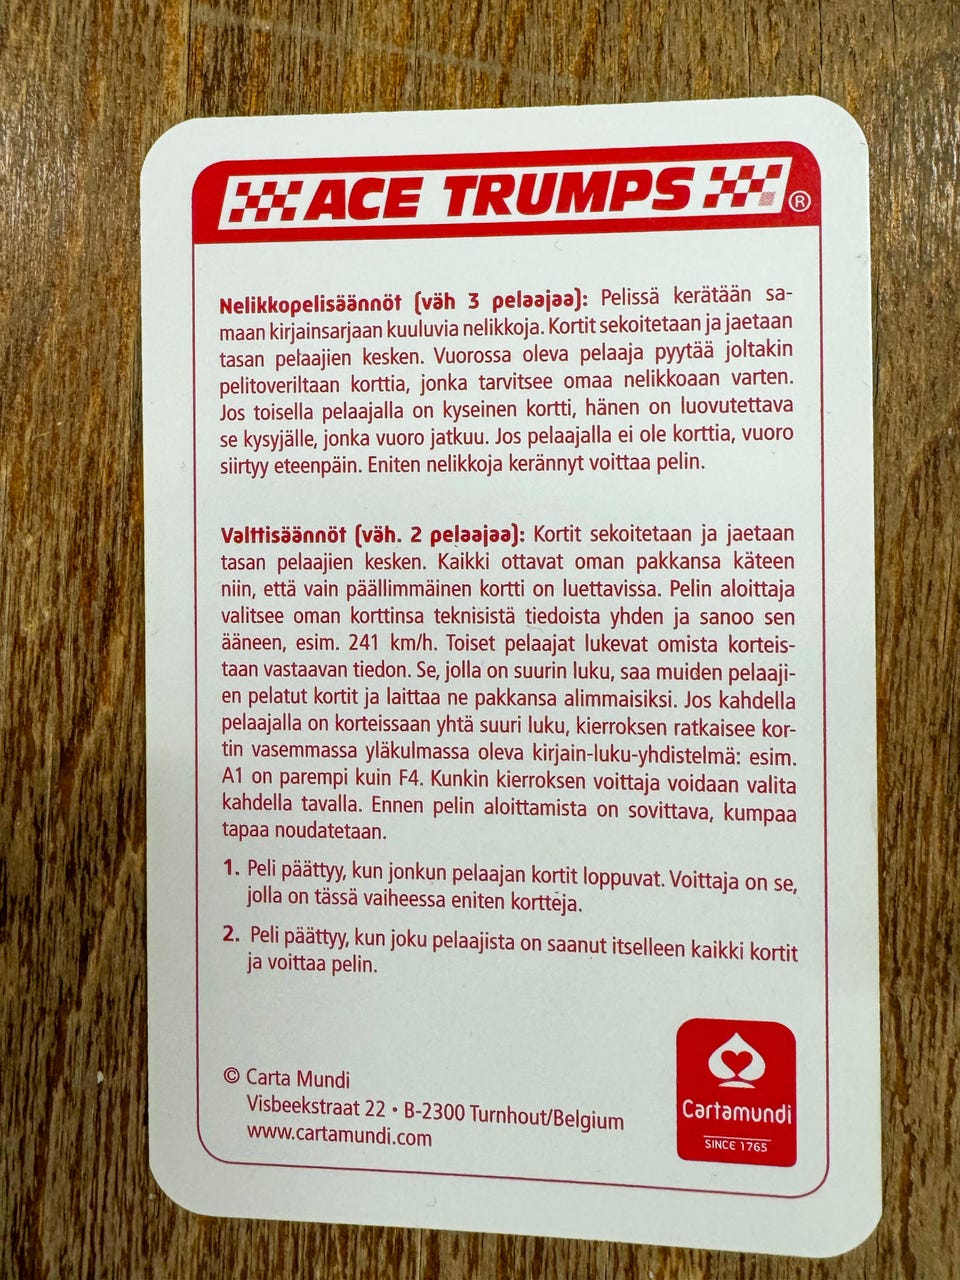 ACE TRUMPS ®
Nelikkopelisäännöt (väh 3 pelaajaa): Pelissä kerätään sa-
maan kirjainsarjaan kuuluvia nelikkoja. Kortit sekoitetaan ja jaetaan
tasan pelaajien kesken. Vuorossa oleva pelaaja pyytää joltakin
pelitoveriltaan korttia, jonka tarvitsee omaa nelikkoaan varten.
Jos toisella pelaajalla on kyseinen kortti, hänen on luovutettava
se kysyjälle, jonka vuoro jatkuu. Jos pelaajalla ei ole korttia, vuoro
siirtyy eteenpäin. Eniten nelikkoja kerännyt voittaa pelin.
Valttisäännöt (väh. 2 pelaajaa): Kortit sekoitetaan ja jaetaan
tasan pelaajien kesken. Kaikki ottavat oman pakkansa käteen
niin, että vain päällimmäinen kortti on luettavissa. Pelin aloittaja
valitsee oman korttinsa teknisistä tiedoista yhden ja sanoo sen
ääneen, esim. 241 km/h. Toiset pelaajat lukevat omista korteis-
taan vastaavan tiedon. Se, jolla on suurin luku, saa muiden pelaaji-
en pelatut kortit ja laittaa ne pakkansa alimmaisiksi. Jos kahdella
pelaajalla on korteissaan yhtä suuri luku, kierroksen ratkaisee kor-
tin vasemmassa yläkulmassa oleva kirjain-luku-yhdistelmä: esim.
A1 on parempi kuin F4. Kunkin kierroksen voittaja voidaan valita
kahdella tavalla. Ennen pelin aloittamista on sovittava, kumpaa
tapaa noudatetaan.
1. Peli päättyy, kun jonkun pelaajan kortit loppuvat. Voittaja on se,
jolla on tässä vaiheessa eniten kortteja.
2. Peli päättyy, kun joku pelaajista on saanut itselleen kaikki kortit
ja voittaa pelin.
© Carta Mundi
Visbeekstraat 22 • B-2300 Turnhout/Belgium
www.cartamundi.com
Cartamundi
SINCE 1765